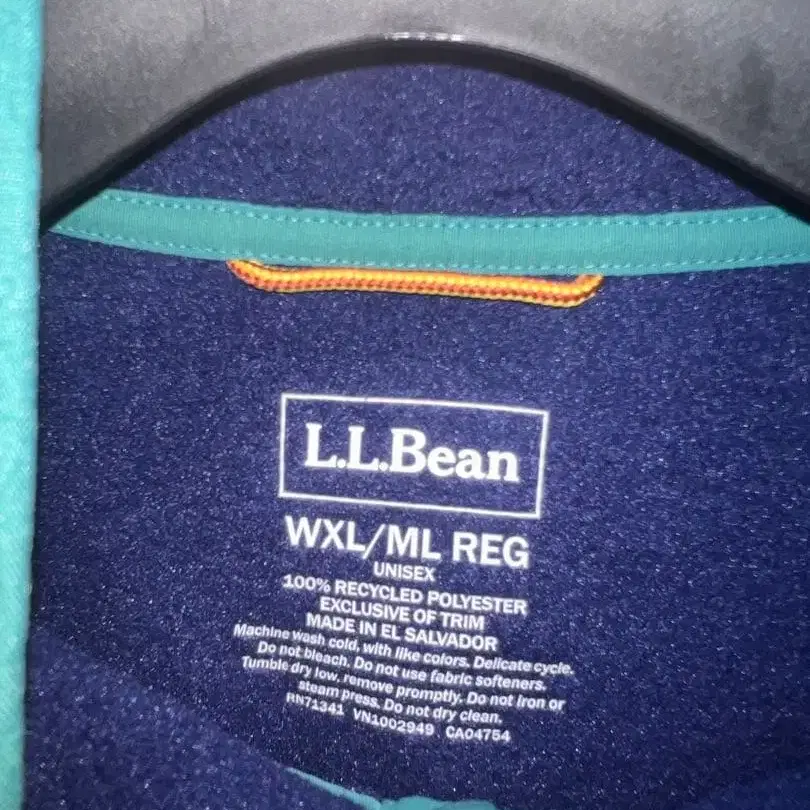 L.L.Bean
WXL/ML REG
UNISEX
100% RECYCLED POLYESTER
EXCLUSIVE OF TRIM
MADE IN EL SALVADOR
Machine wash cold, with like colors. Delicate cycle.
Do not bleach. Do not use fabric softeners.
Tumble dry low, remove promptly. Do not iron or
steam press. Do not dry clean.
RN71341 VN1002949 CA04754